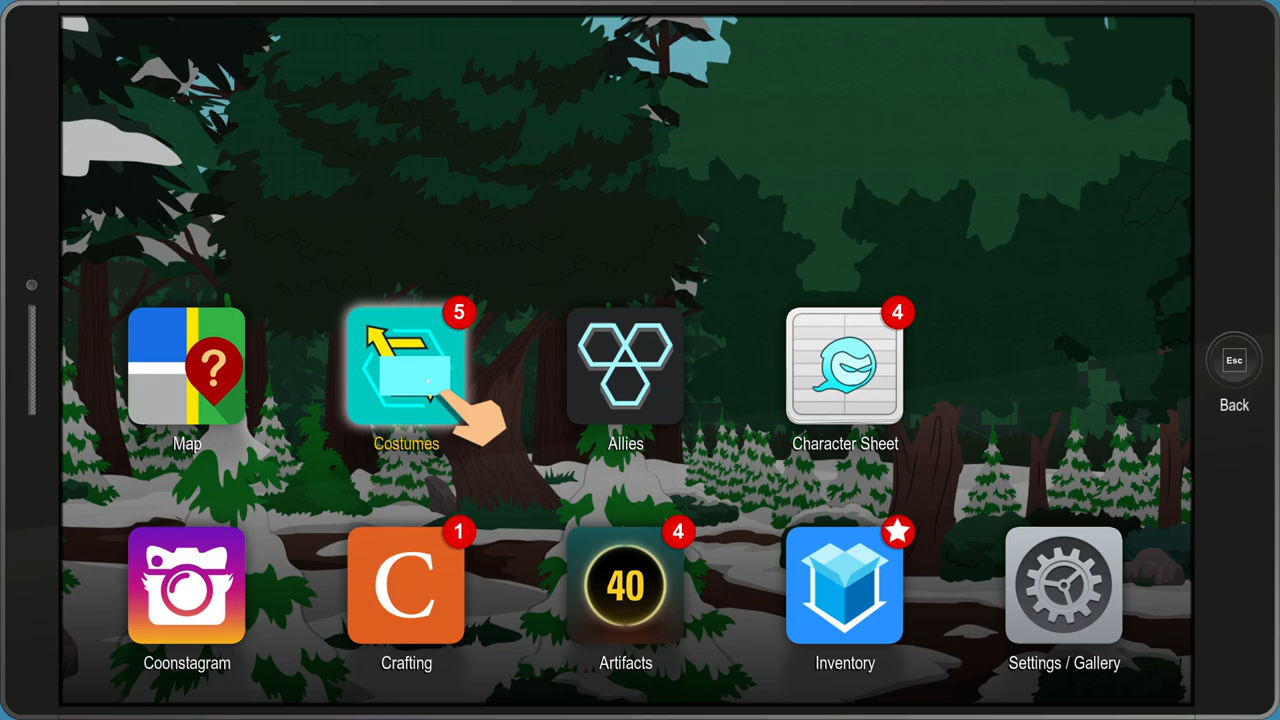 5
4
?
Esc
Back
Map
Costumes
Allies
Character Sheet
1
4
C
40
Coonstagram
Crafting
Artifacts
Inventory
Settings / Gallery